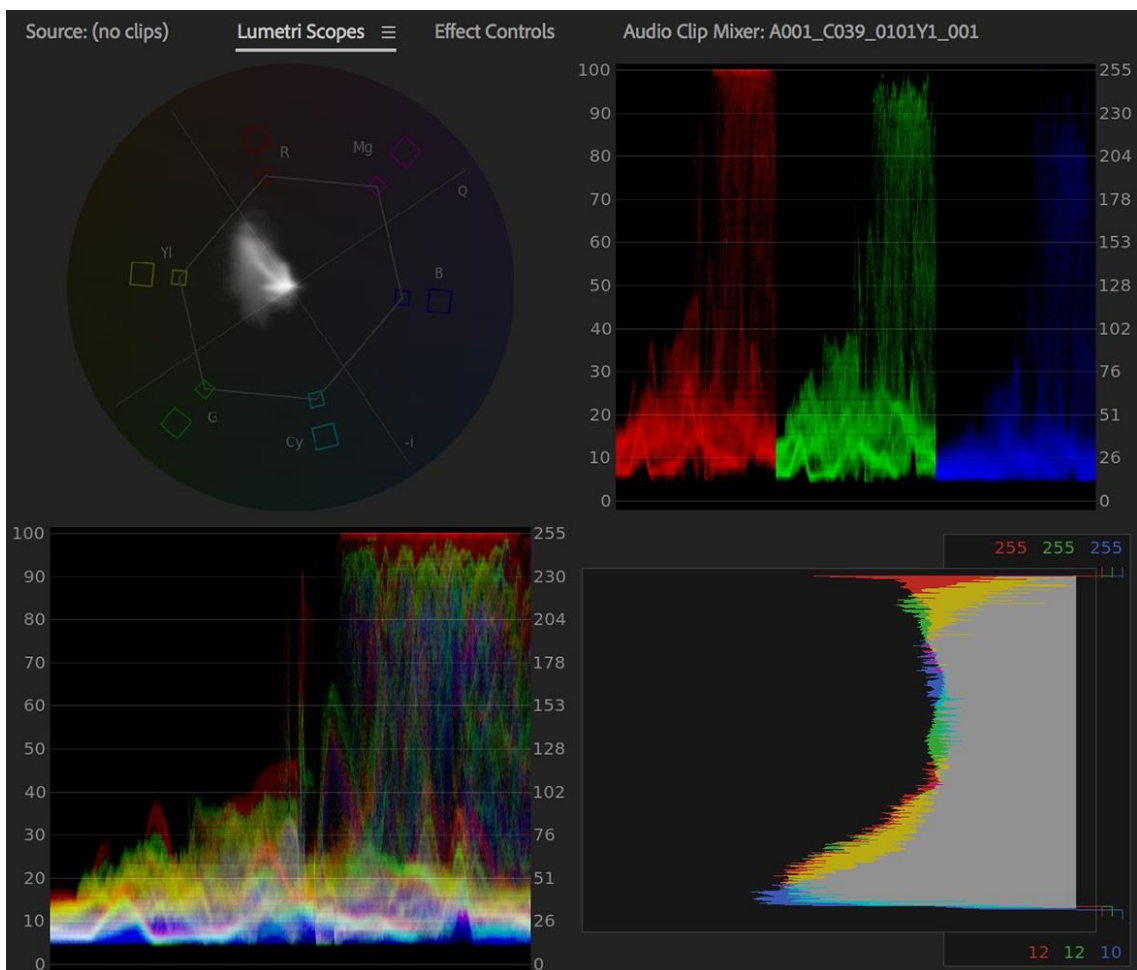 Source: (no clips) Lumetri Scopes ≡ Effect Controls Audio Clip Mixer: A001_C039_0101Y1_001
R
Mg
Q
Yl
B
G
Cy
-i
100 255
90 230
80 204
70 178
60 153
50 128
40 102
30 76
20 51
10 26
0 0
100 255
90 230
80 204
70 178
60 153
50 128
40 102
30 76
20 51
10 26
0 0
255 255 255
12 12 10